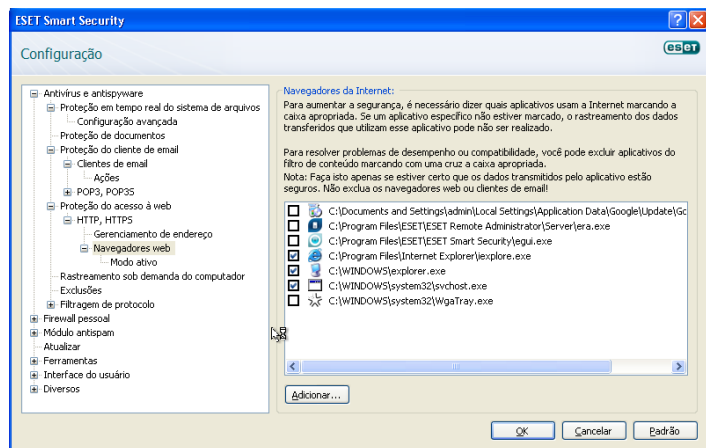 ESET Smart Security
Configuração
eset
Antivírus e antispyware
Proteção em tempo real do sistema de arquivos
Configuração avançada
Proteção de documentos
Proteção do cliente de email
Clientes de email
Ações
POP3, POP3S
Proteção do acesso à web
HTTP, HTTPS
Gerenciamento de endereço
Navegadores web
Modo ativo
Rastreamento sob demanda do computador
Exclusões
Filtragem de protocolo
Firewall pessoal
Módulo antispam
Atualizar
Ferramentas
Interface do usuário
Diversos
Navegadores da Internet:
Para aumentar a segurança, é necessário dizer quais aplicativos usam a Internet marcando a
caixa apropriada. Se um aplicativo específico não estiver marcado, o rastreamento dos dados
transferidos que utilizam esse aplicativo pode não ser realizado.
Para resolver problemas de desempenho ou compatibilidade, você pode excluir aplicativos do
filtro de conteúdo marcando com uma cruz a caixa apropriada.
Nota: Faça isto apenas se estiver certo que os dados transmitidos pelo aplicativo estão
seguros. Não exclua os navegadores web ou clientes de email!
C:\Documents and Settings\admin\Local Settings\Application Data\Google\Update\Gc
C:\Program Files\ESET\ESET Remote Administrator\Server\era.exe
C:\Program Files\ESET\ESET Smart Security\egui.exe
C:\Program Files\Internet Explorer\iexplore.exe
C:\WINDOWS\explorer.exe
C:\WINDOWS\system32\svchost.exe
C:\WINDOWS\system32\WgaTray.exe
Adicionar...
OK
Cancelar
Padrão